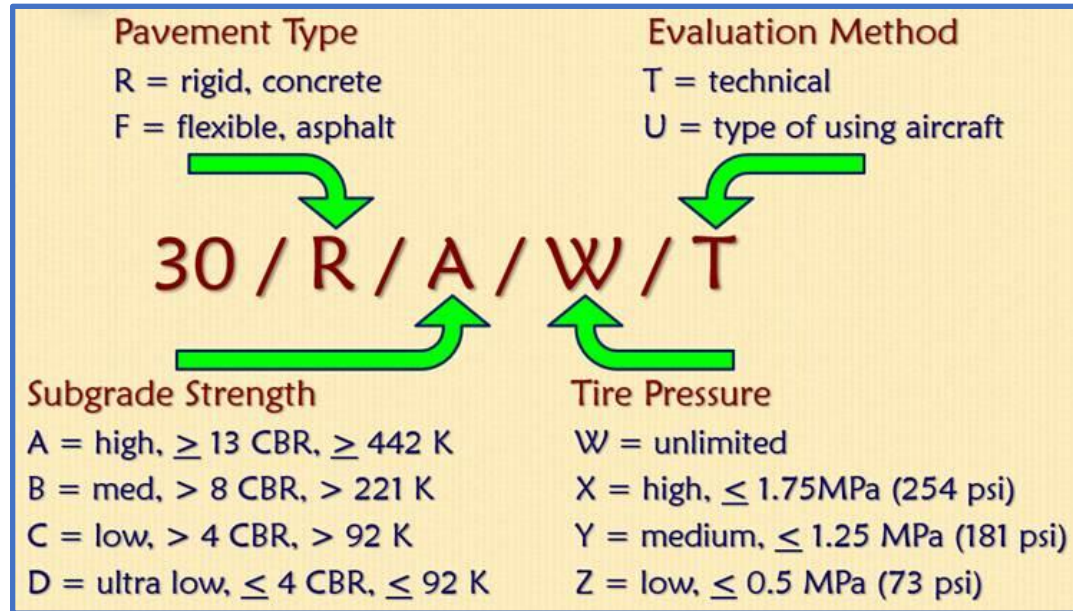 Pavement Type
R = rigid, concrete
F = flexible, asphalt
Evaluation Method
T = technical
U = type of using aircraft
30 / R / A / W / T
Subgrade Strength
A = high, ≥ 13 CBR, ≥ 442 K
B = med, > 8 CBR, > 221 K
C = low, > 4 CBR, > 92 K
D = ultra low, ≤ 4 CBR, ≤ 92 K
Tire Pressure
W = unlimited
X = high, ≤ 1.75MPa (254 psi)
Y = medium, ≤ 1.25 MPa (181 psi)
Z = low, ≤ 0.5 MPa (73 psi)